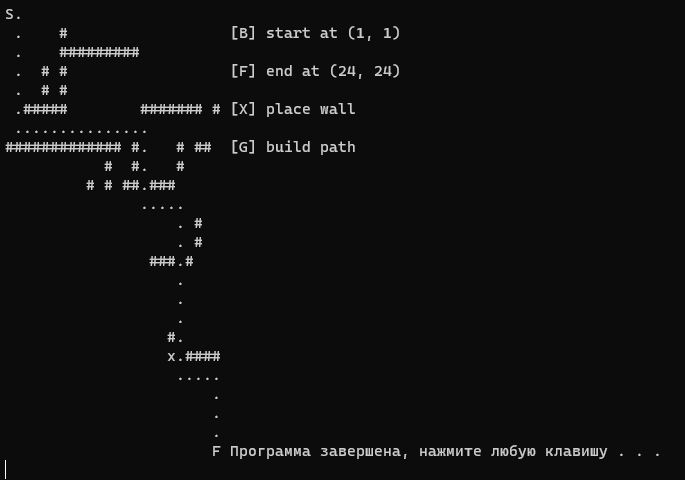 S.
 .    #                  [B] start at (1, 1)
 .    #########
 .  # #                  [F] end at (24, 24)
 .  # #
 .#####        ####### # [X] place wall
 ...............
############# #.   # ##  [G] build path
           #  #.   #
         # # ##.###
               .....
                   . #
                   . #
                ###.#
                   .
                   .
                   .
                  #.
                  x.####
                   .....
                       .
                       .
                       .
                       F Программа завершена, нажмите любую клавишу . . .